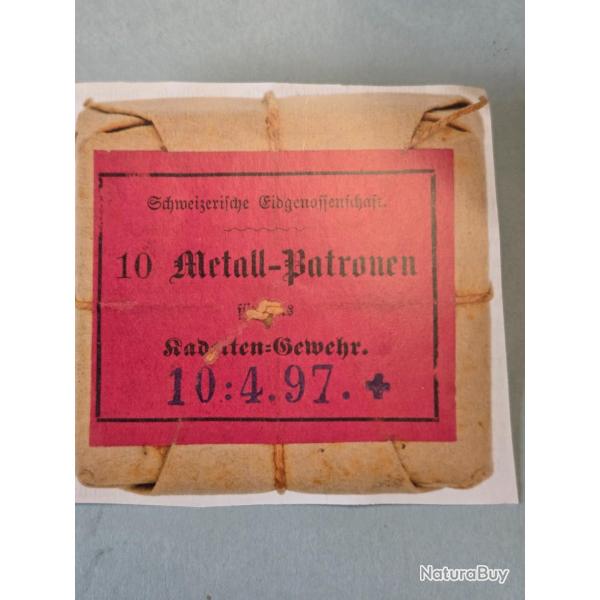 Schweizerische Eidgenossenschaft.
10 Metall-Patronen
Kadetten-Gewehr.
10:4.97.
NaturaBuy